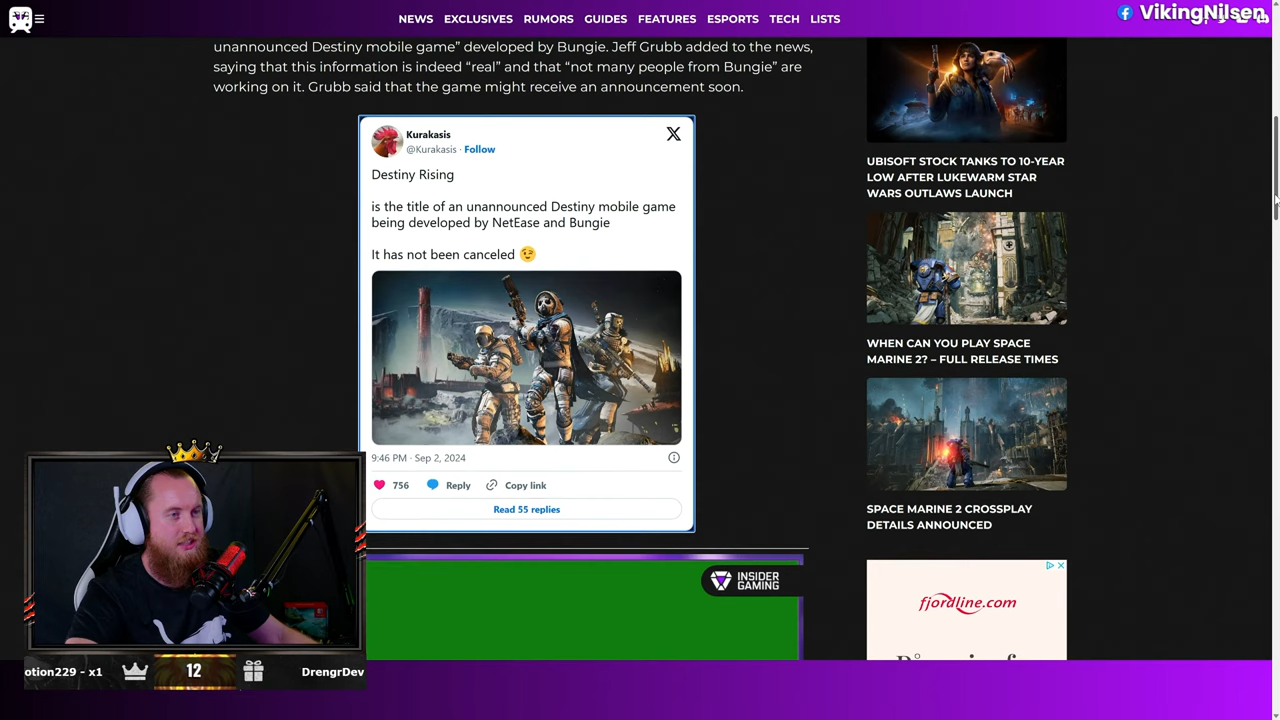 NEWS EXCLUSIVES RUMORS GUIDES FEATURES ESPORTS TECH LISTS
VikingNilsen
unannounced Destiny mobile game” developed by Bungie. Jeff Grubb added to the news,
saying that this information is indeed “real” and that “not many people from Bungie” are
working on it. Grubb said that the game might receive an announcement soon.
Kurakasis
@Kurakasis · Follow
Destiny Rising
is the title of an unannounced Destiny mobile game
being developed by NetEase and Bungie
It has not been canceled 😉
9:46 PM · Sep 2, 2024
756 Reply Copy link
Read 55 replies
INSIDER
GAMING
UBISOFT STOCK TANKS TO 10-YEAR
LOW AFTER LUKEWARM STAR
WARS OUTLAWS LAUNCH
WHEN CAN YOU PLAY SPACE
MARINE 2? – FULL RELEASE TIMES
SPACE MARINE 2 CROSSPLAY
DETAILS ANNOUNCED
fjordline.com
otion229 - x1
12
DrengrDev